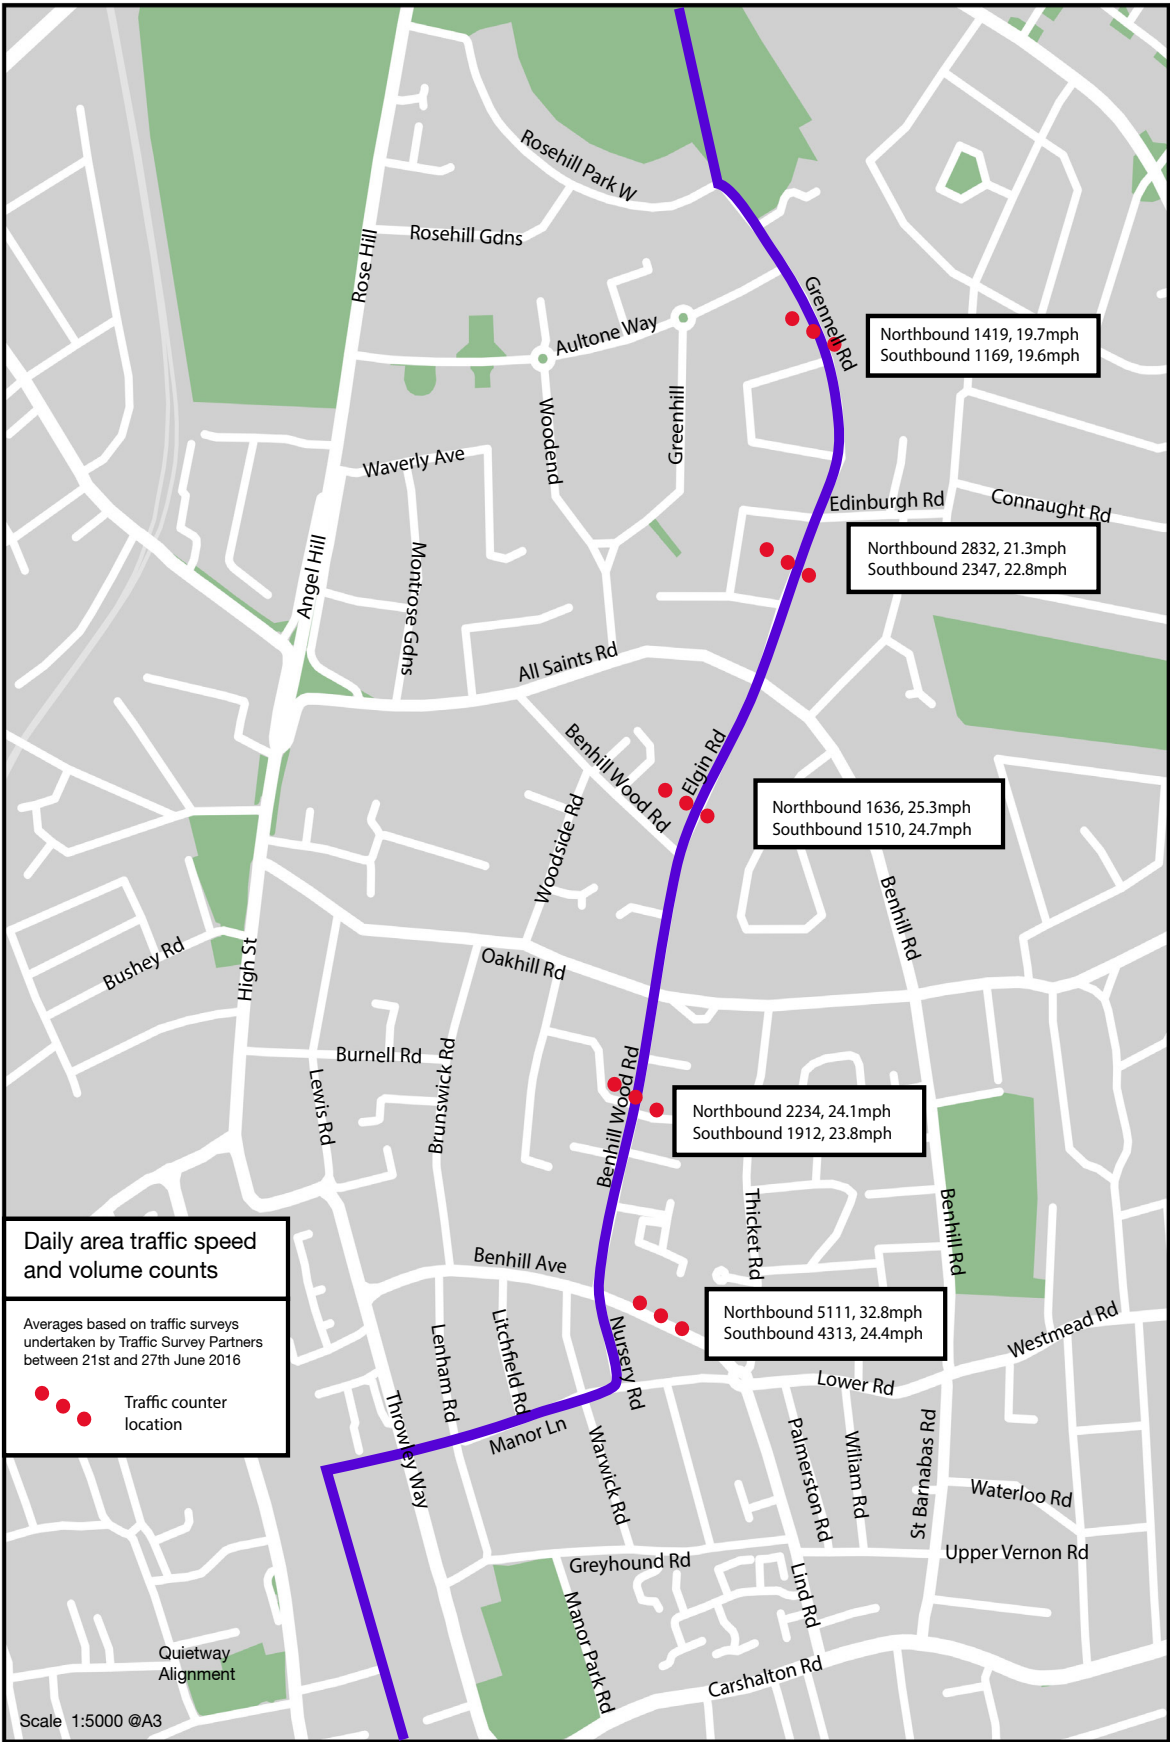 Rosehill Park W
Rosehill Gdns
Rose Hill
Grennell Rd
Northbound 1419, 19.7mph
Southbound 1169, 19.6mph
Aultone Way
Woodend
Greenhill
Waverly Ave
Edinburgh Rd
Connaught Rd
Northbound 2832, 21.3mph
Southbound 2347, 22.8mph
Angel Hill
Montrose Gdns
All Saints Rd
Benhill Wood Rd
Elgin Rd
Northbound 1636, 25.3mph
Southbound 1510, 24.7mph
Woodside Rd
Benhill Rd
Bushey Rd
High St
Oakhill Rd
Burnell Rd
Lewis Rd
Brunswick Rd
Benhill Wood Rd
Northbound 2234, 24.1mph
Southbound 1912, 23.8mph
Thicket Rd
Benhill Rd
Daily area traffic speed
and volume counts
Benhill Ave
Northbound 5111, 32.8mph
Southbound 4313, 24.4mph
Averages based on traffic surveys
undertaken by Traffic Survey Partners
between 21st and 27th June 2016
Traffic counter
location
Lenham Rd
Litchfield Rd
Nursery Rd
Westmead Rd
Lower Rd
Throwley Way
Manor Ln
Warwick Rd
Palmerston Rd
William Rd
St Barnabas Rd
Waterloo Rd
Greyhound Rd
Upper Vernon Rd
Lind Rd
Manor Park Rd
Carshalton Rd
Quietway
Alignment
Scale 1:5000 @A3